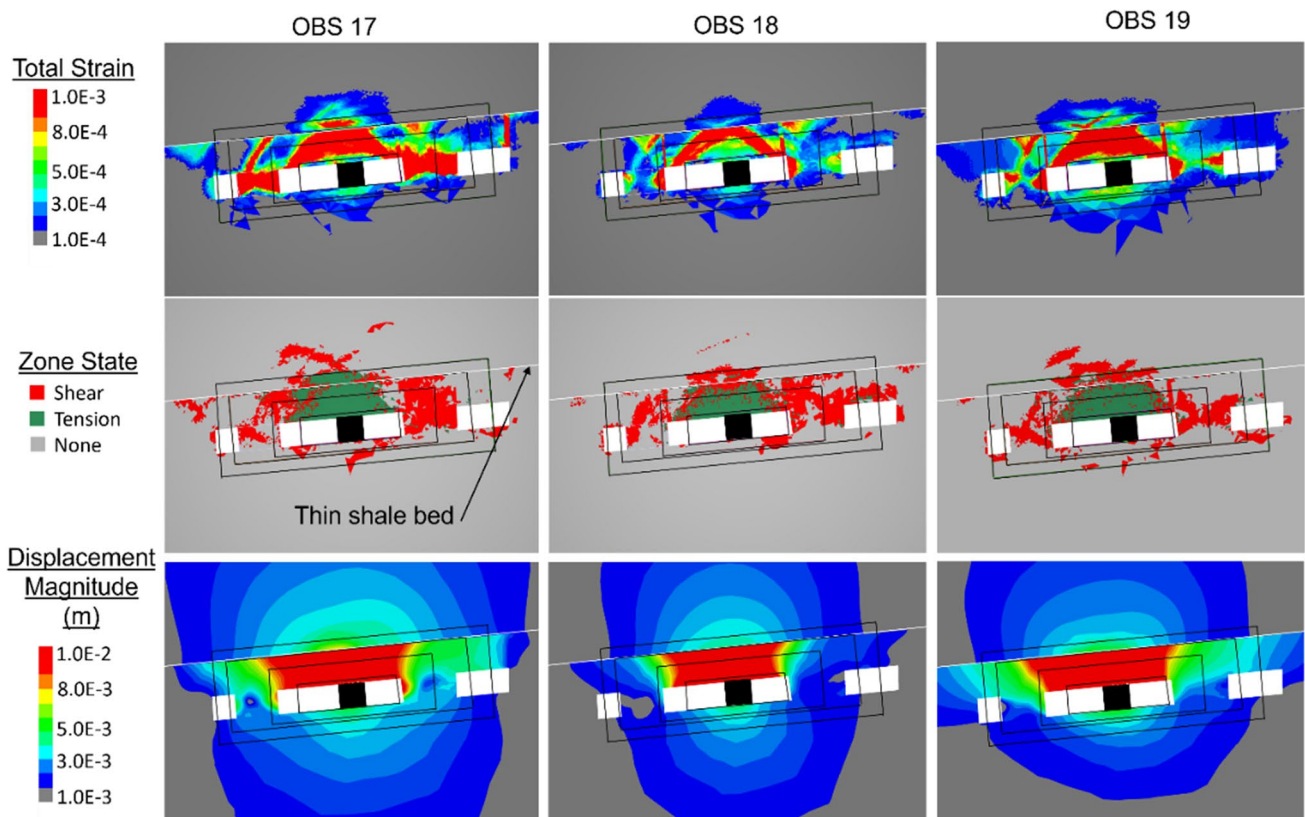 OBS 17
OBS 18
OBS 19
Total Strain
1.0E-3
8.0E-4
5.0E-4
3.0E-4
1.0E-4
Zone State
Shear
Tension
None
Thin shale bed
Displacement
Magnitude
(m)
1.0E-2
8.0E-3
5.0E-3
3.0E-3
1.0E-3